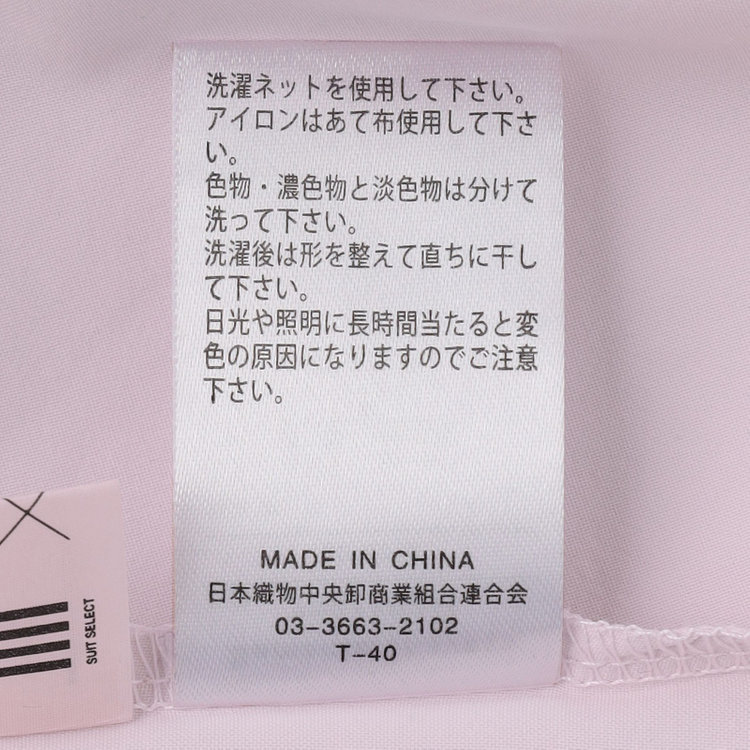 洗濯ネットを使用して下さい。
アイロンはあて布使用して下さ
い。
色物・濃色物と淡色物は分けて
洗って下さい。
洗濯後は形を整えて直ちに干し
て下さい。
日光や照明に長時間当たると変
色の原因になりますのでご注意
下さい。
MADE IN CHINA
日本織物中央卸商業組合連合会
03-3663-2102
T-40
SUIT SELECT